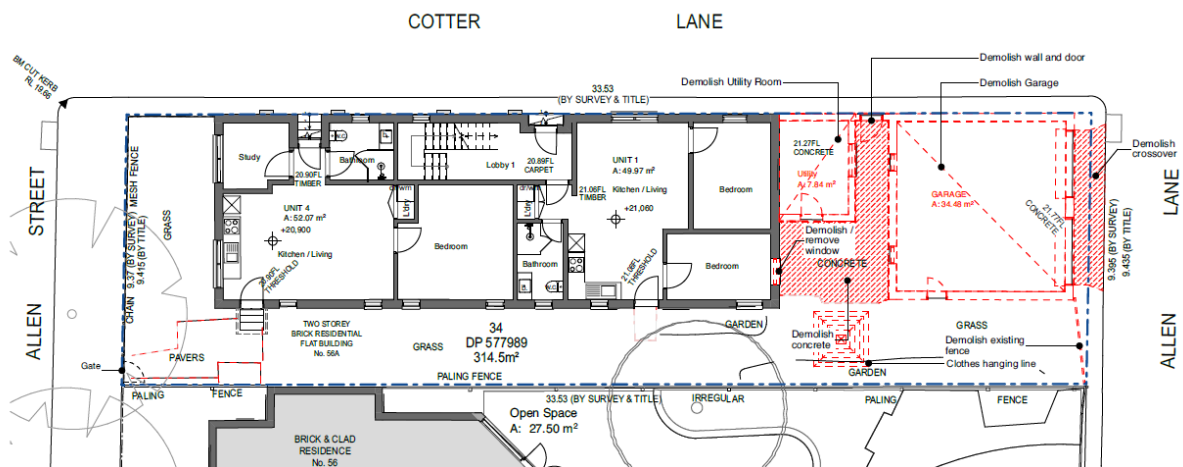 COTTER LANE
BM CUT KERB
RL 19.66
33.53
(BY SURVEY & TITLE)
Demolish wall and door
Demolish Utility Room
Demolish Garage
Demolish
crossover
ALLEN STREET
CHAIN 9.37 (BY SURVEY) MESH FENCE
9.4415 (BY TITLE)
GRASS
Study
20.90FL
TIMBER
W.C.
Bathroom
Lobby 1
20.89FL
CARPET
UNIT 1
A: 49.97 m²
Kitchen / Living
21.06FL
TIMBER
+21,060
Bedroom
21.27FL
CONCRETE
Utility
A: 7.84 m²
GARAGE
A: 34.48 m²
21.77FL
CONCRETE
9.395 (BY SURVEY)
9.435 (BY TITLE)
ALLEN LANE
UNIT 4
A: 52.07 m²
+20,900
Kitchen / Living
20.90FL
THRESHOLD
L'dry
Bedroom
dr/wm
L'dry
Bathroom
W.C.
21.08FL
THRESHOLD
Bedroom
Demolish /
remove
window
CONCRETE
TWO STOREY
BRICK RESIDENTIAL
FLAT BUILDING
No. 56A
34
DP 577989
314.5m²
GRASS
GARDEN
Demolish
concrete
GRASS
Demolish existing
fence
Clothes hanging line
GARDEN
PAVERS
Gate
PALING FENCE
PALING FENCE
33.53 (BY SURVEY & TITLE)
IRREGULAR
PALING FENCE
Open Space
A: 27.50 m²
BRICK & CLAD
RESIDENCE
No. 56